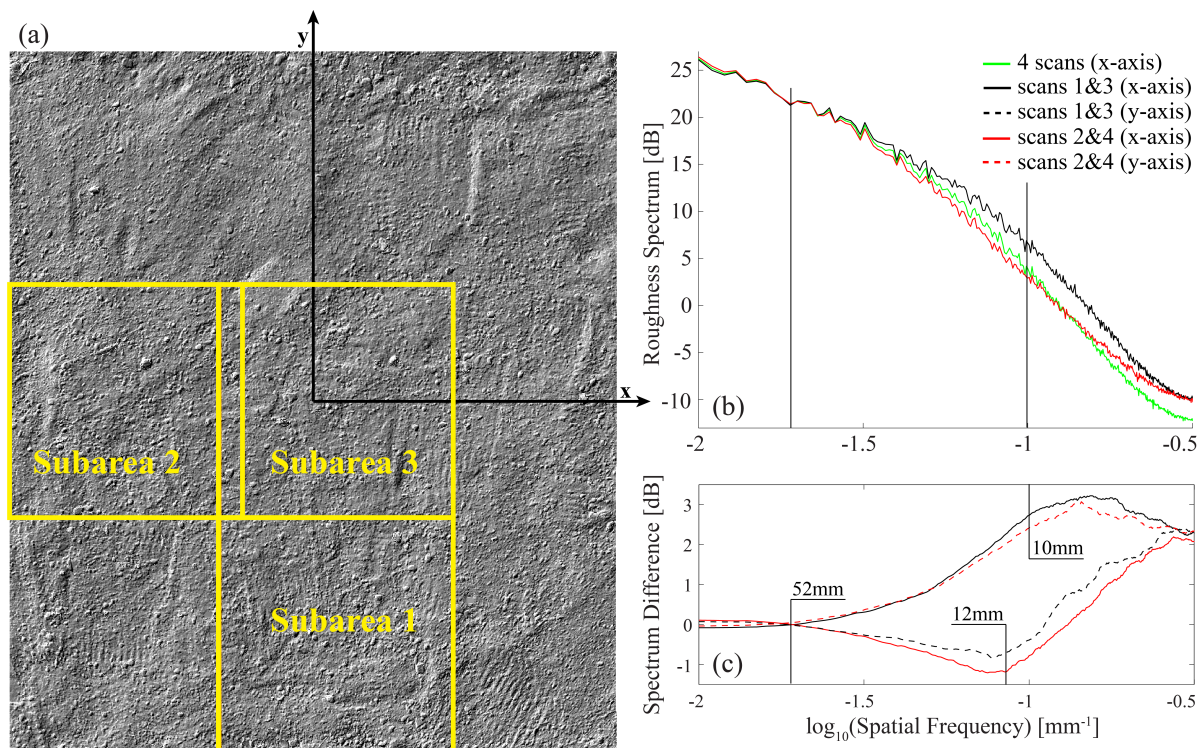 (a)
y
x
Subarea 2
Subarea 3
Subarea 1
4 scans (x-axis)
scans 1&3 (x-axis)
scans 1&3 (y-axis)
scans 2&4 (x-axis)
scans 2&4 (y-axis)
Roughness Spectrum [dB]
25
20
15
10
5
0
-5
-10
(b)
-2
-1.5
-1
-0.5
Spectrum Difference [dB]
3
2
1
0
-1
52mm
10mm
12mm
(c)
-2
-1.5
-1
-0.5
log₁₀(Spatial Frequency) [mm⁻¹]